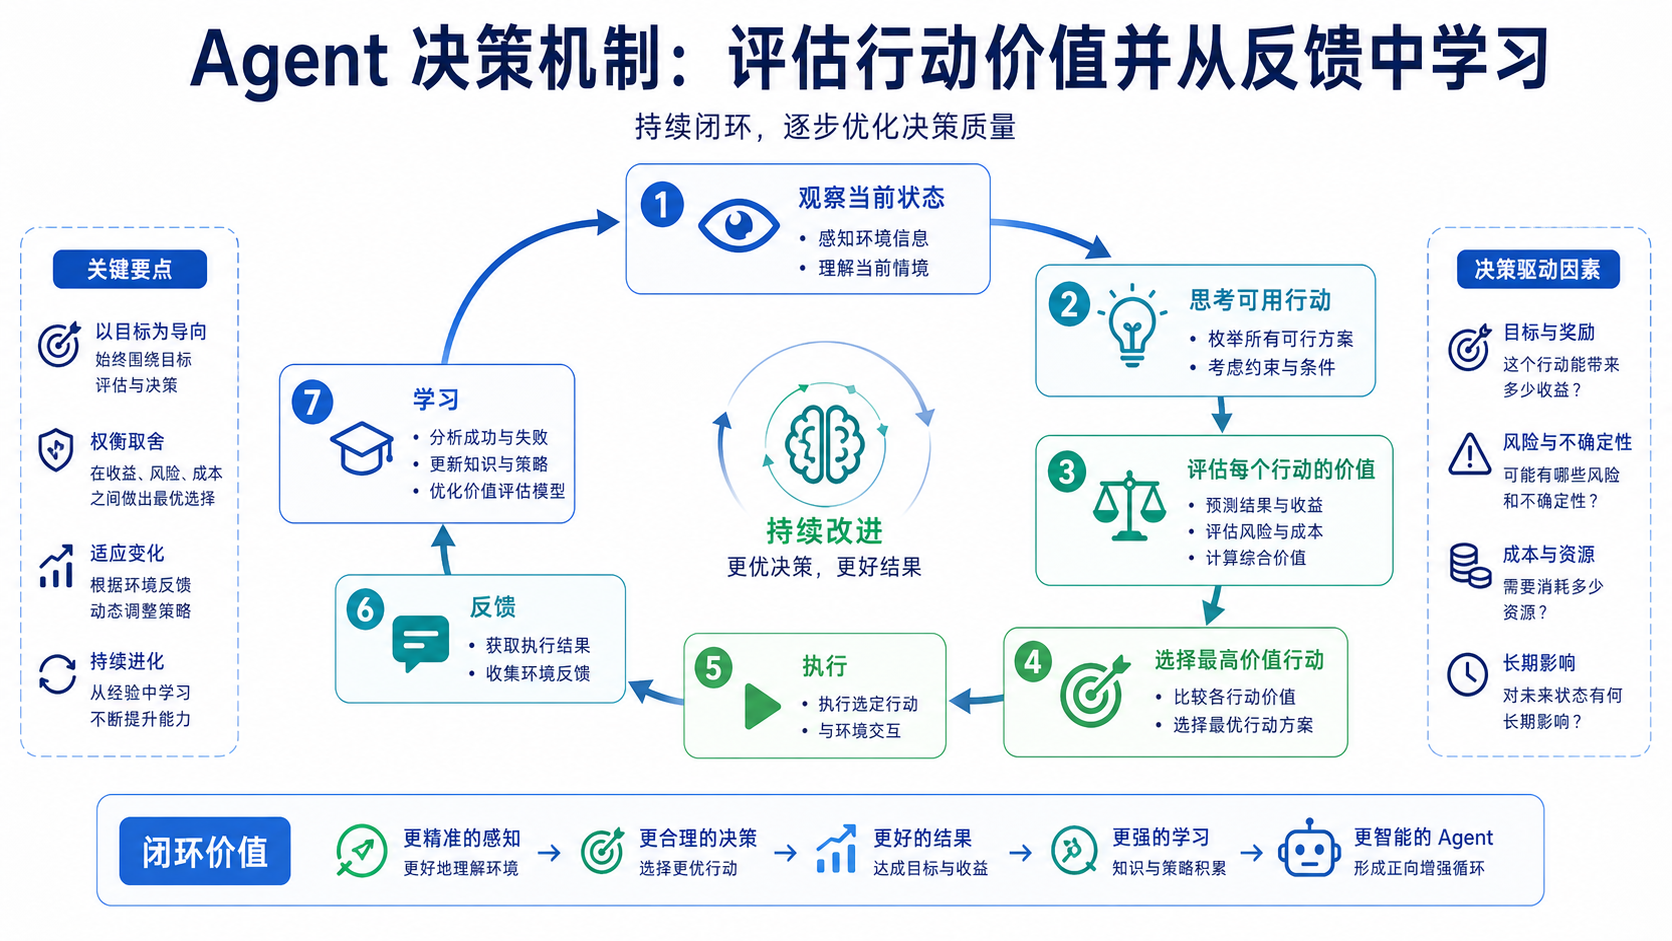 Agent 决策机制：评估行动价值并从反馈中学习
持续闭环，逐步优化决策质量
关键要点
以目标为导向
始终围绕目标
评估与决策
权衡取舍
在收益、风险、成本
之间做出最优选择
适应变化
根据环境反馈
动态调整策略
持续进化
从经验中学习
不断提升能力
1
观察当前状态
• 感知环境信息
• 理解当前情境
2
思考可用行动
• 枚举所有可行方案
• 考虑约束与条件
3
评估每个行动的价值
• 预测结果与收益
• 评估风险与成本
• 计算综合价值
4
选择最高价值行动
• 比较各行动价值
• 选择最优行动方案
5
执行
• 执行选定行动
• 与环境交互
6
反馈
• 获取执行结果
• 收集环境反馈
7
学习
• 分析成功与失败
• 更新知识与策略
• 优化价值评估模型
持续改进
更优决策，更好结果
决策驱动因素
目标与奖励
这个行动能带来
多少收益？
风险与不确定性
可能有哪些风险
和不确定性？
成本与资源
需要消耗多少
资源？
长期影响
对未来状态有何
长期影响？
闭环价值
更精准的感知
更好地理解环境
更合理的决策
选择更优行动
更好的结果
达成目标与收益
更强的学习
知识与策略积累
更智能的 Agent
形成正向增强循环